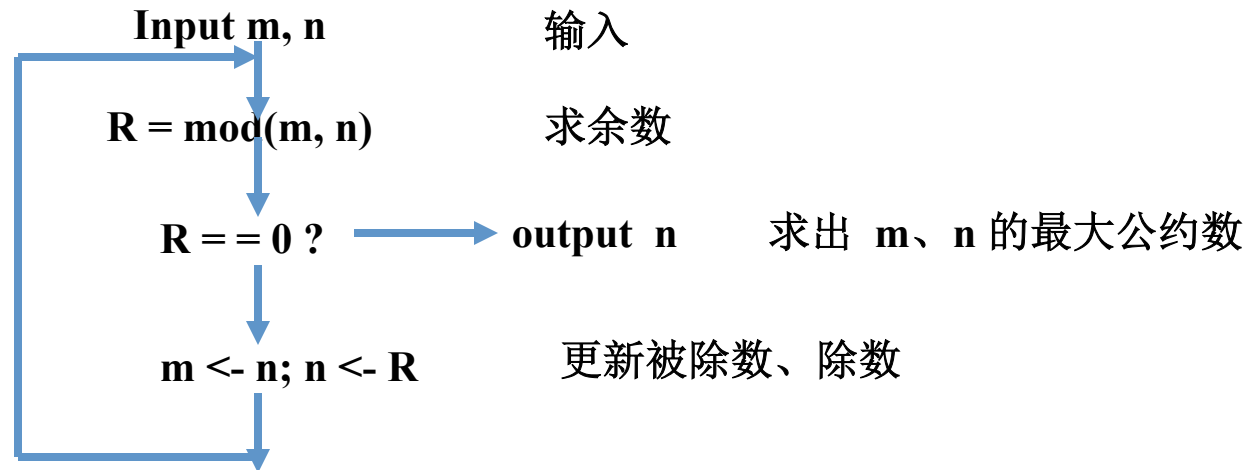 Input m, n 输入
R = mod(m, n) 求余数
R = = 0 ? output n 求出 m、n 的最大公约数
m <- n; n <- R 更新被除数、除数